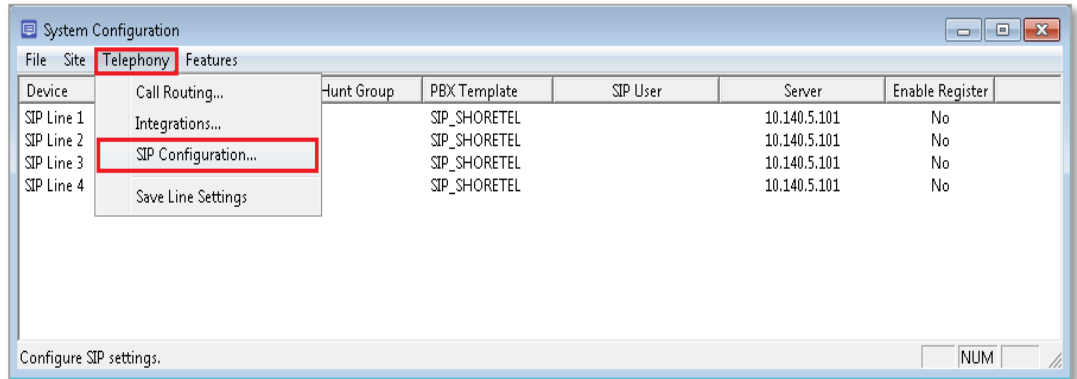 System Configuration
File Site Telephony Features
Device Hunt Group PBX Template SIP User Server Enable Register
Call Routing...
Integrations...
SIP Configuration...
Save Line Settings
SIP Line 1 SIP_SHORETEL 10.140.5.101 No
SIP Line 2 SIP_SHORETEL 10.140.5.101 No
SIP Line 3 SIP_SHORETEL 10.140.5.101 No
SIP Line 4 SIP_SHORETEL 10.140.5.101 No
Configure SIP settings. NUM